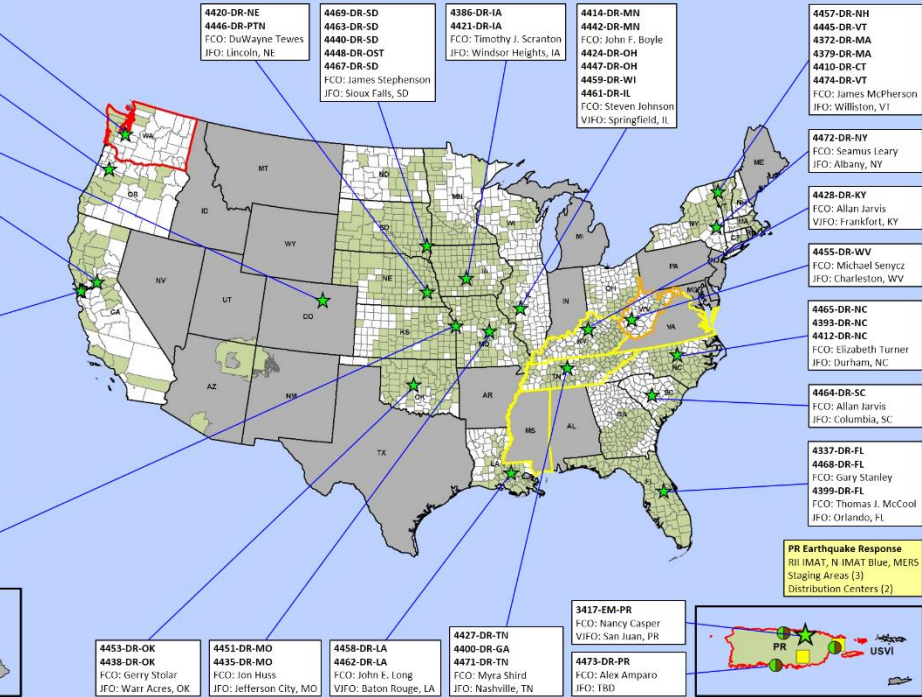 4420-DR-NE
4446-DR-PTN
FCO: DuWayne Tewes
JFO: Lincoln, NE
4469-DR-SD
4463-DR-SD
4440-DR-SD
4448-DR-OST
4467-DR-SD
FCO: James Stephenson
JFO: Sioux Falls, SD
4386-DR-IA
4421-DR-IA
FCO: Timothy J. Scranton
JFO: Windsor Heights, IA
4414-DR-MN
4442-DR-MN
FCO: John F. Boyle
4424-DR-OH
4447-DR-OH
4459-DR-WI
4461-DR-IL
FCO: Steven Johnson
VJFO: Springfield, IL
4457-DR-NH
4445-DR-VT
4372-DR-MA
4379-DR-MA
4410-DR-CT
4474-DR-VT
FCO: James McPherson
JFO: Williston, VT
4472-DR-NY
FCO: Seamus Leary
JFO: Albany, NY
4428-DR-KY
FCO: Allan Jarvis
VJFO: Frankfort, KY
4455-DR-WV
FCO: Michael Senycz
JFO: Charleston, WV
4465-DR-NC
4393-DR-NC
4412-DR-NC
FCO: Elizabeth Turner
JFO: Durham, NC
4464-DR-SC
FCO: Allan Jarvis
JFO: Columbia, SC
4337-DR-FL
4468-DR-FL
FCO: Gary Stanley
4399-DR-FL
FCO: Thomas J. McCool
JFO: Orlando, FL
WA
MT
ND
MN
ME
OR
ID
SD
WI
NY
NH
MA
CT
WY
MI
IA
PA
NJ
NE
NV
UT
CO
IN
OH
WV
MD
VA
CA
KS
MO
KY
AZ
NM
OK
TN
NC
AR
SC
TX
MS
AL
GA
LA
FL
PR Earthquake Response
RII IMAT, N-IMAT Blue, MERS
Staging Areas (3)
Distribution Centers (2)
4453-DR-OK
4438-DR-OK
FCO: Gerry Stolar
JFO: Warr Acres, OK
4451-DR-MO
4435-DR-MO
FCO: Jon Huss
JFO: Jefferson City, MO
4458-DR-LA
4462-DR-LA
FCO: John E. Long
VJFO: Baton Rouge, LA
4427-DR-TN
4400-DR-GA
4471-DR-TN
FCO: Myra Shird
JFO: Nashville, TN
3417-EM-PR
FCO: Nancy Casper
VJFO: San Juan, PR
4473-DR-PR
FCO: Alex Amparo
JFO: TBD
PR
USVI